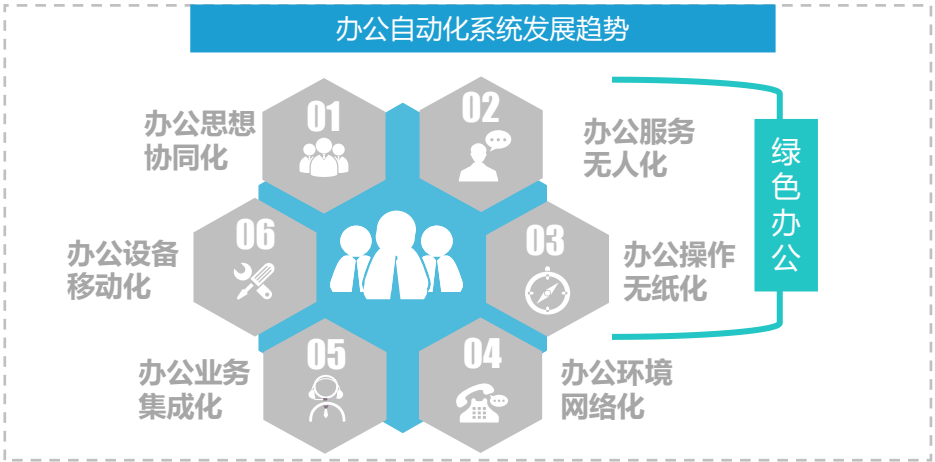 办公自动化系统发展趋势
01
办公思想
协同化
02
办公服务
无人化
03
办公操作
无纸化
04
办公环境
网络化
05
办公业务
集成化
06
办公设备
移动化
绿色办公